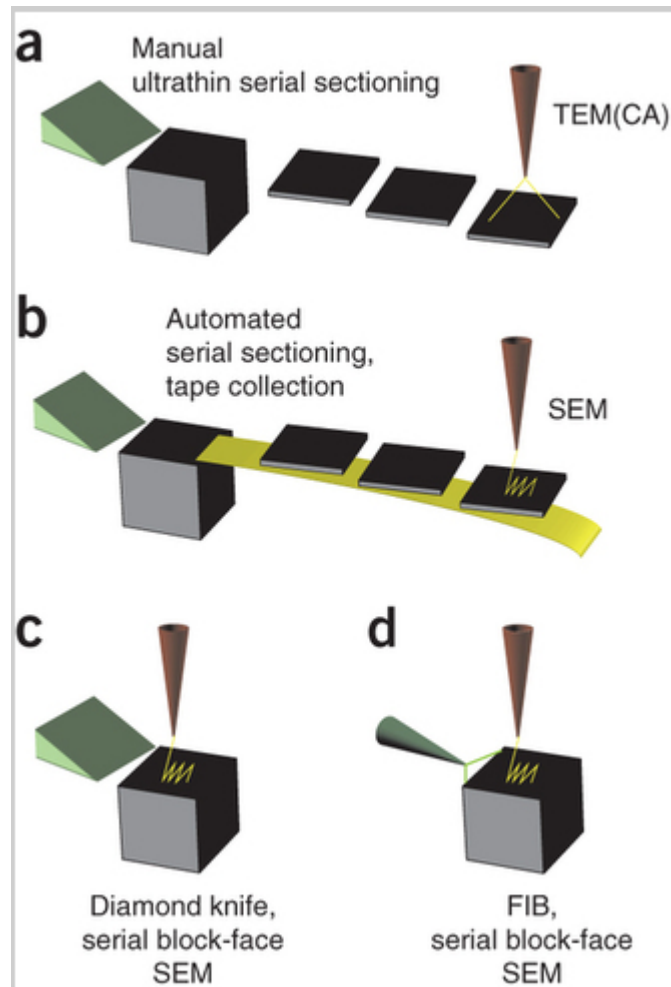 a
Manual
ultrathin serial sectioning
TEM(CA)
b
Automated
serial sectioning,
tape collection
SEM
c
d
Diamond knife,
serial block-face
SEM
FIB,
serial block-face
SEM